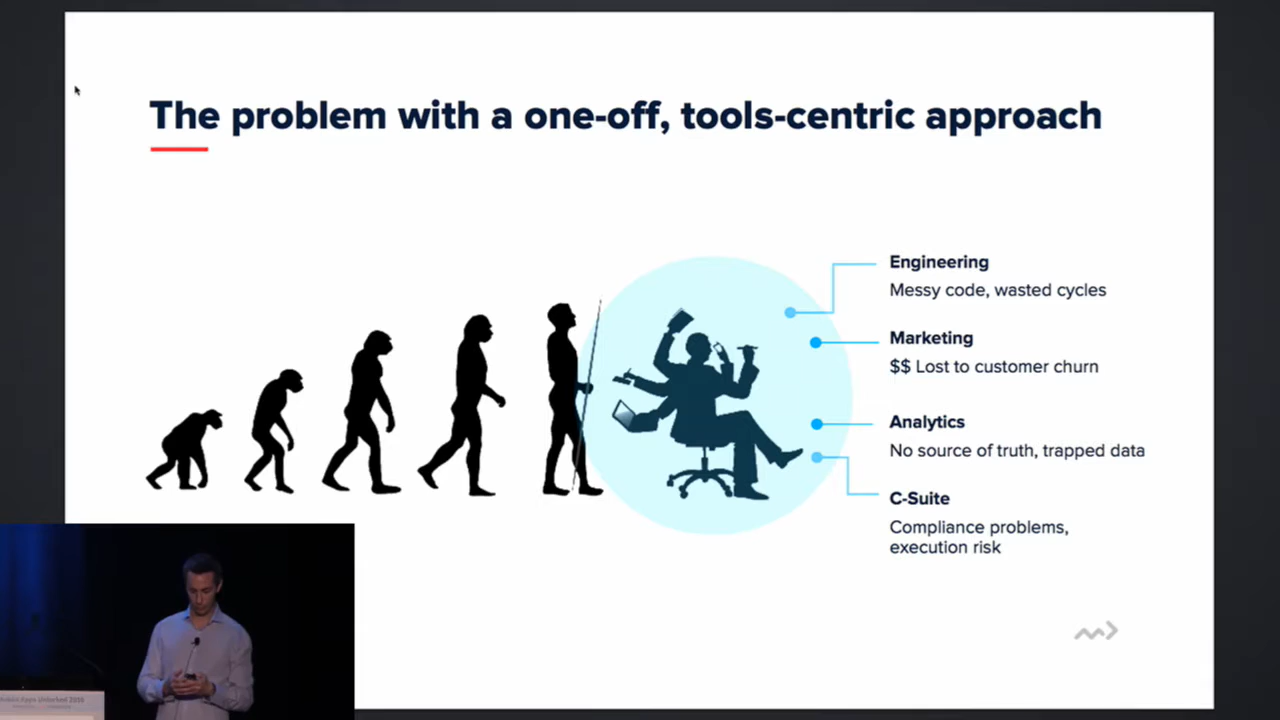 The problem with a one-off, tools-centric approach
Engineering
Messy code, wasted cycles
Marketing
$$ Lost to customer churn
Analytics
No source of truth, trapped data
C-Suite
Compliance problems,
execution risk